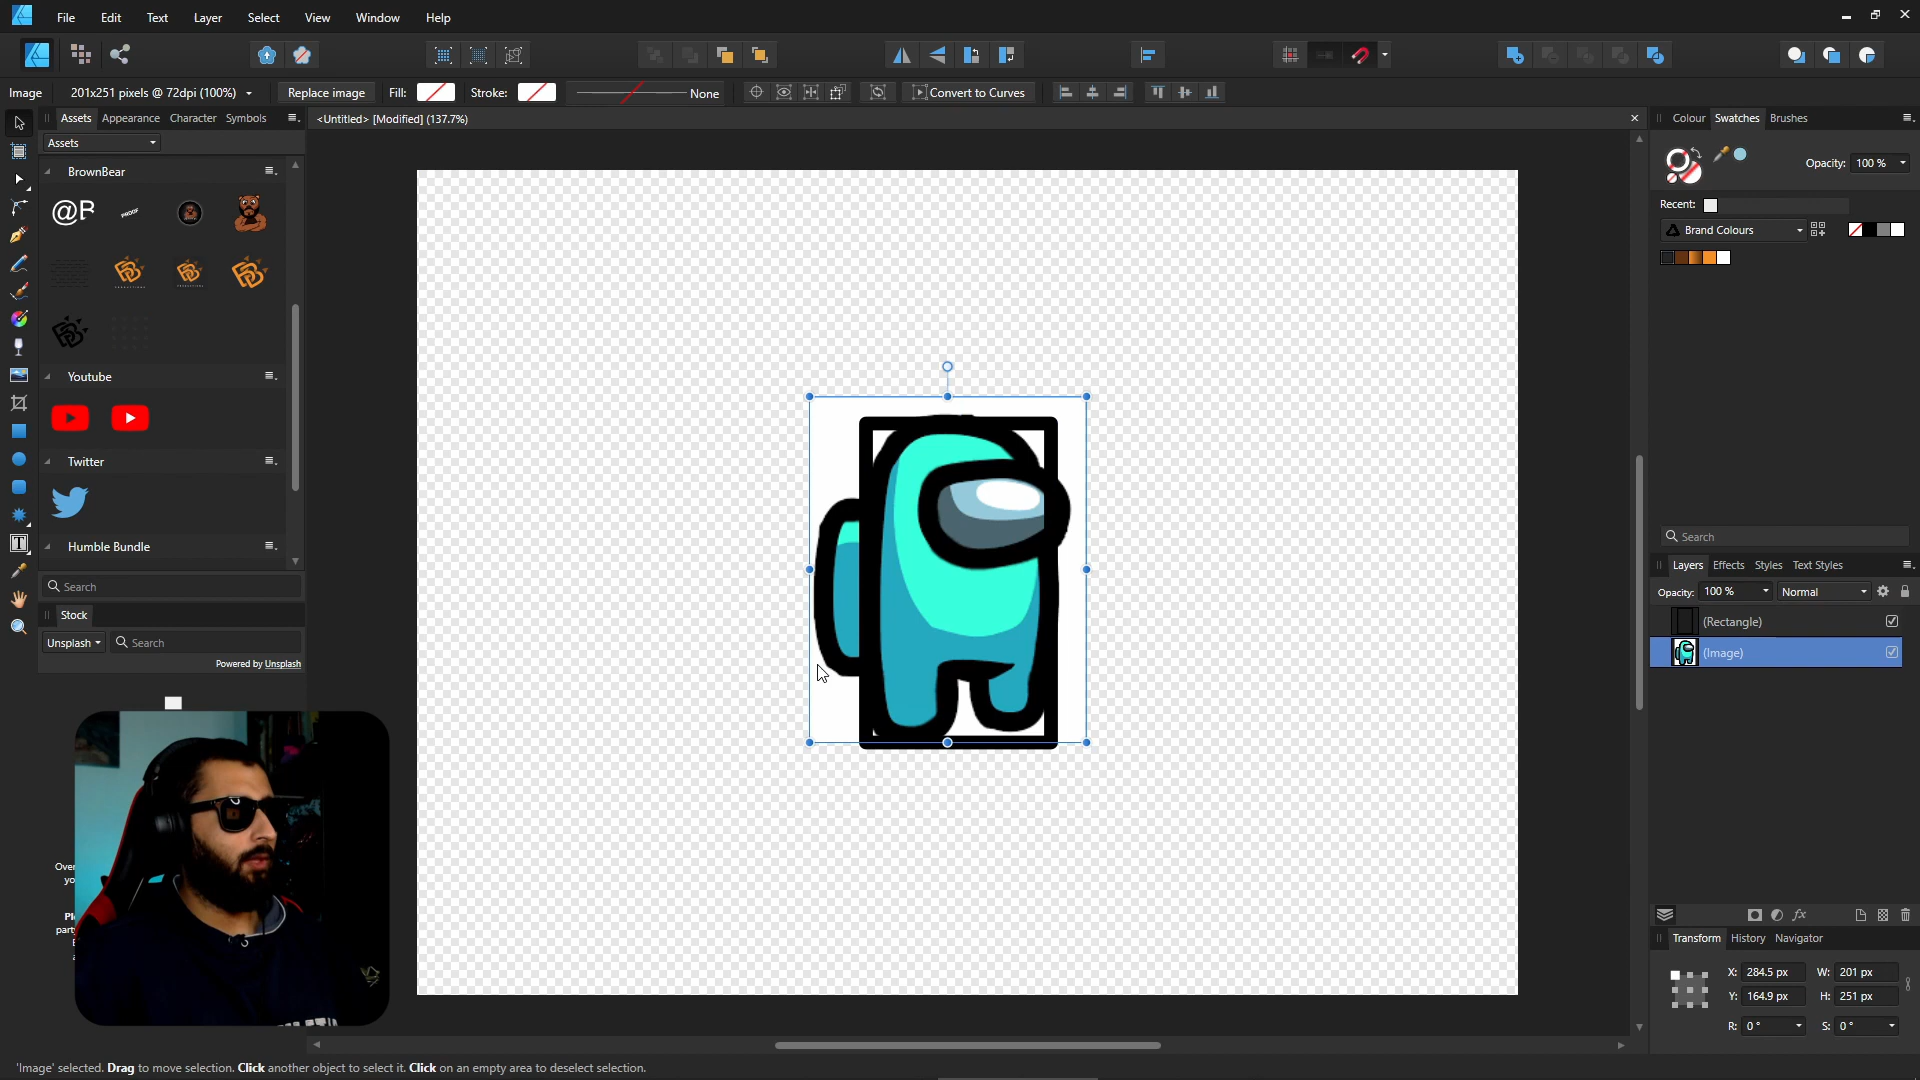 File Edit Text Layer Select View Window Help
Image 201x251 pixels @ 72dpi (100%) Replace image Fill: Stroke: None Convert to Curves
Assets Appearance Character Symbols
<Untitled> [Modified] (137.7%)
Colour Swatches Brushes
Assets
Opacity: 100 %
BrownBear
Recent:
Brand Colours
PROOF
Youtube
Twitter
Humble Bundle
Search
Search
Layers Effects Styles Text Styles
Opacity: 100 % Normal
Stock
(Rectangle)
Unsplash Search
(Image)
Powered by Unsplash
Transform History Navigator
X: 284.5 px W: 201 px
Y: 164.9 px H: 251 px
R: 0 ° S: 0 °
'Image' selected. Drag to move selection. Click another object to select it. Click on an empty area to deselect selection.